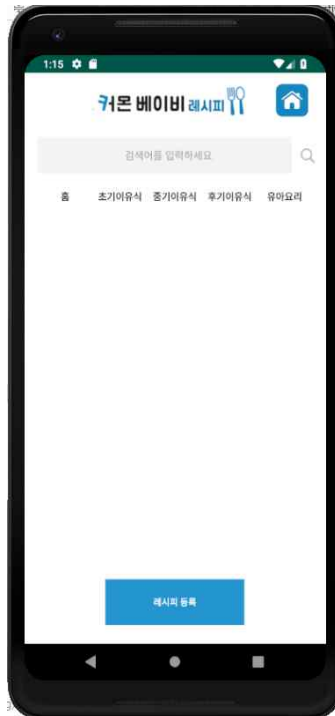 1:15
커몬 베이비 레시피
검색어를 입력하세요
홈 초기이유식 중기이유식 후기이유식 유아요리
레시피 등록